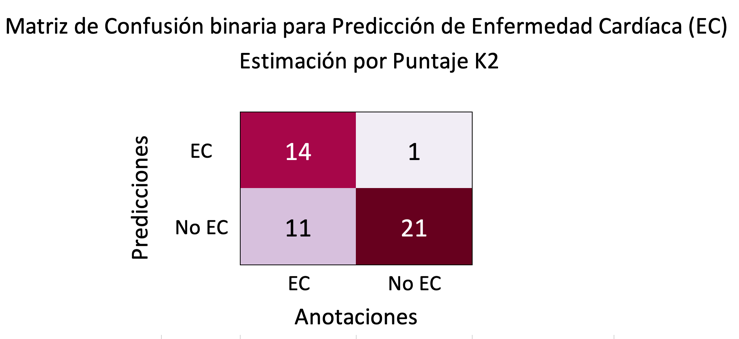 Matriz de Confusión binaria para Predicción de Enfermedad Cardíaca (EC)
Estimación por Puntaje K2
Predicciones
EC
14
1
No EC
11
21
EC
No EC
Anotaciones